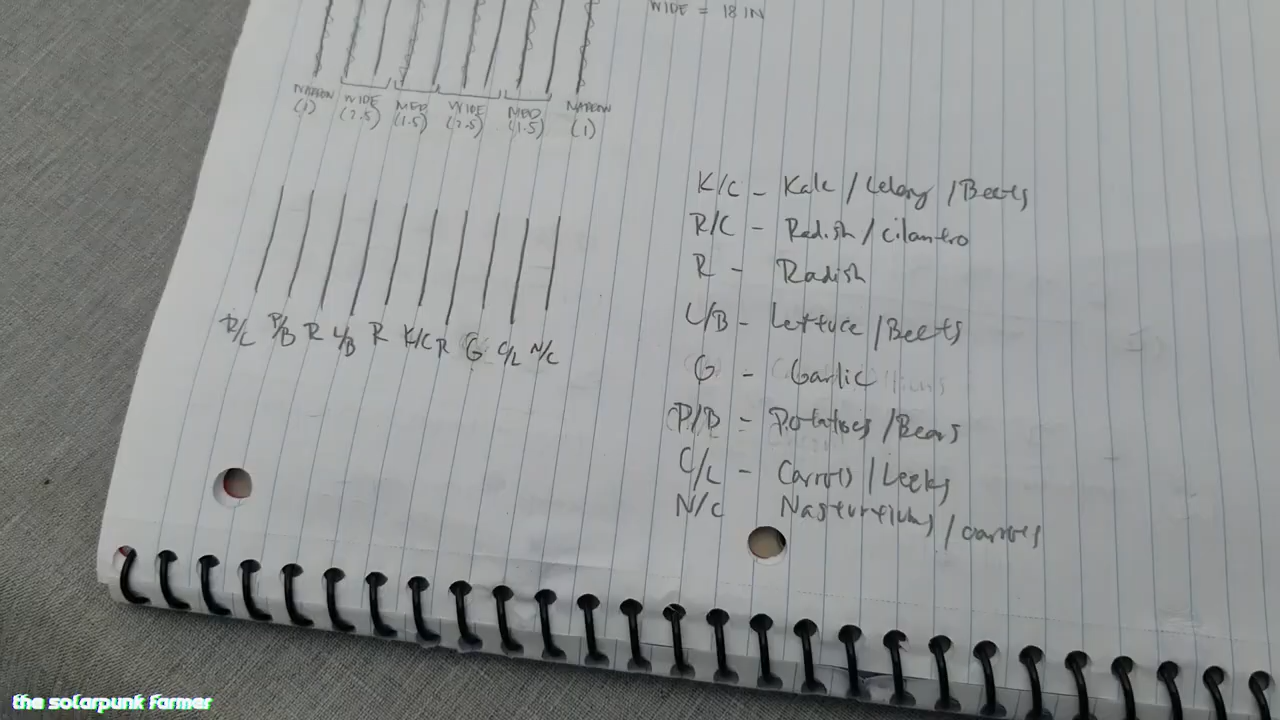 WIDE = 18 IN
NARROW WIDE MED WIDE MED NARROW
(1) (2.5) (1.5) (2.5) (1.5) (1)
K/C - Kale / Celery / Beets
R/C - Radish / cilantro
R - Radish
L/B - Lettuce / Beets
G - Garlic
P/B - Potatoes / Beans
C/L - Carrots / Leeks
N/C Nasturtiums / carrots
R/C P/B R L/B R K/C R G C/L N/C
the solarpunk farmer